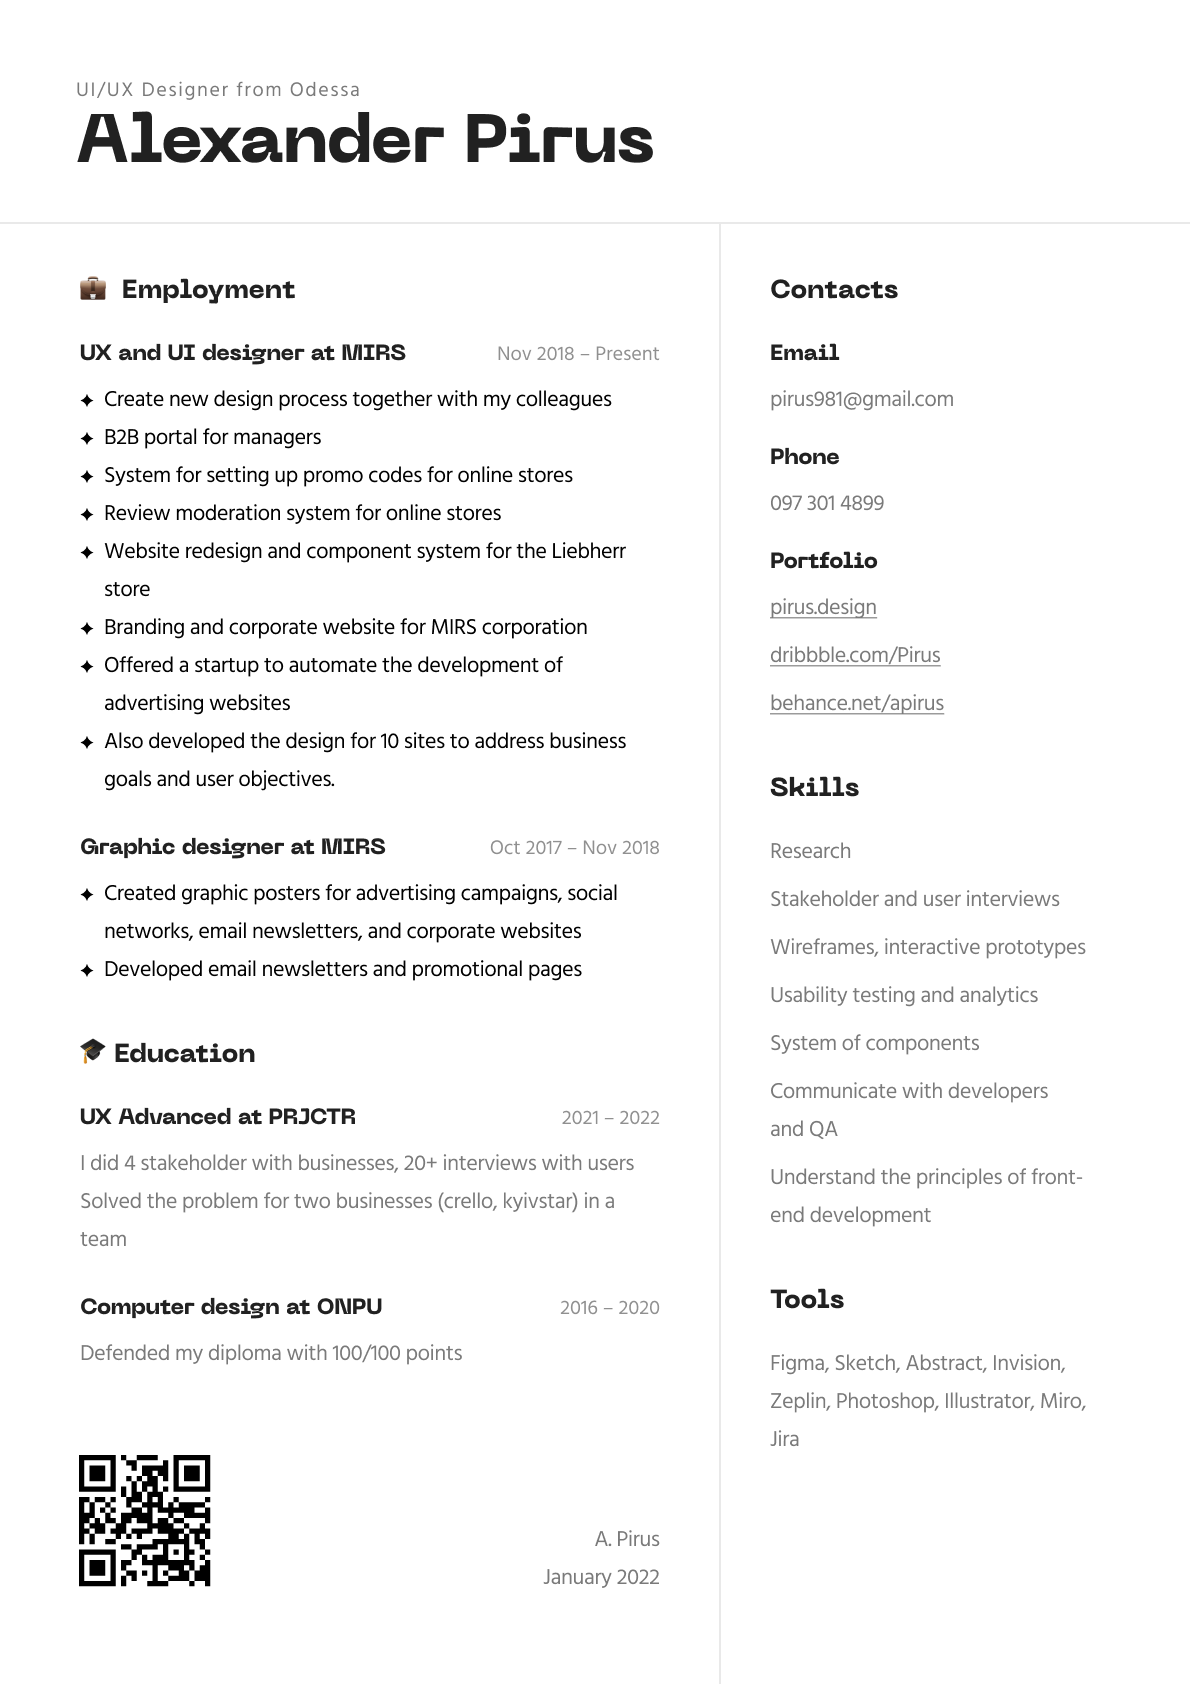 UI/UX Designer from Odessa
Alexander Pirus
Employment
UX and UI designer at MIRS
Nov 2018 – Present
✦ Create new design process together with my colleagues
✦ B2B portal for managers
✦ System for setting up promo codes for online stores
✦ Review moderation system for online stores
✦ Website redesign and component system for the Liebherr
store
✦ Branding and corporate website for MIRS corporation
✦ Offered a startup to automate the development of
advertising websites
✦ Also developed the design for 10 sites to address business
goals and user objectives.
Graphic designer at MIRS
Oct 2017 – Nov 2018
✦ Created graphic posters for advertising campaigns, social
networks, email newsletters, and corporate websites
✦ Developed email newsletters and promotional pages
Education
UX Advanced at PRJCTR
2021 – 2022
I did 4 stakeholder with businesses, 20+ interviews with users
Solved the problem for two businesses (crello, kyivstar) in a
team
Computer design at ONPU
2016 – 2020
Defended my diploma with 100/100 points
A. Pirus
January 2022
Contacts
Email
pirus981@gmail.com
Phone
097 301 4899
Portfolio
pirus.design
dribbble.com/Pirus
behance.net/apirus
Skills
Research
Stakeholder and user interviews
Wireframes, interactive prototypes
Usability testing and analytics
System of components
Communicate with developers
and QA
Understand the principles of front-
end development
Tools
Figma, Sketch, Abstract, Invision,
Zeplin, Photoshop, Illustrator, Miro,
Jira